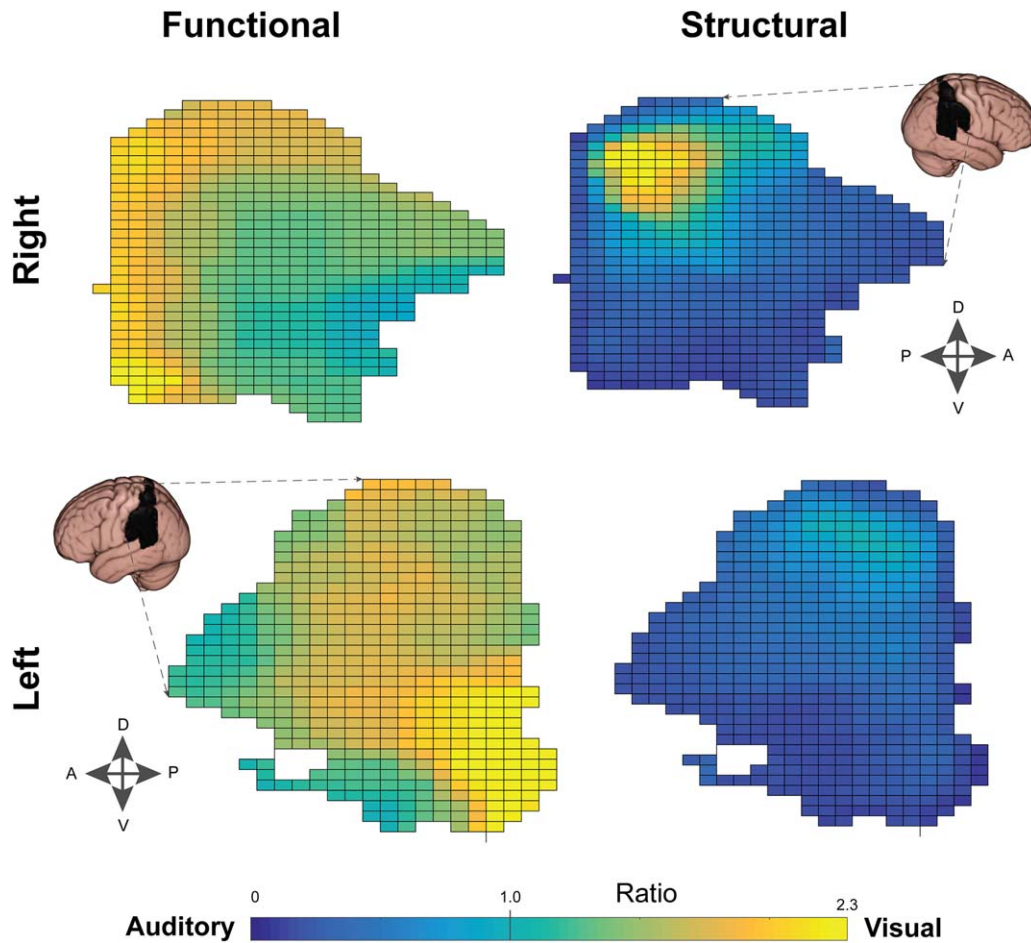 Functional
Structural
Right
D
P
A
V
Left
D
A
P
V
0
1.0
Ratio
2.3
Auditory
Visual